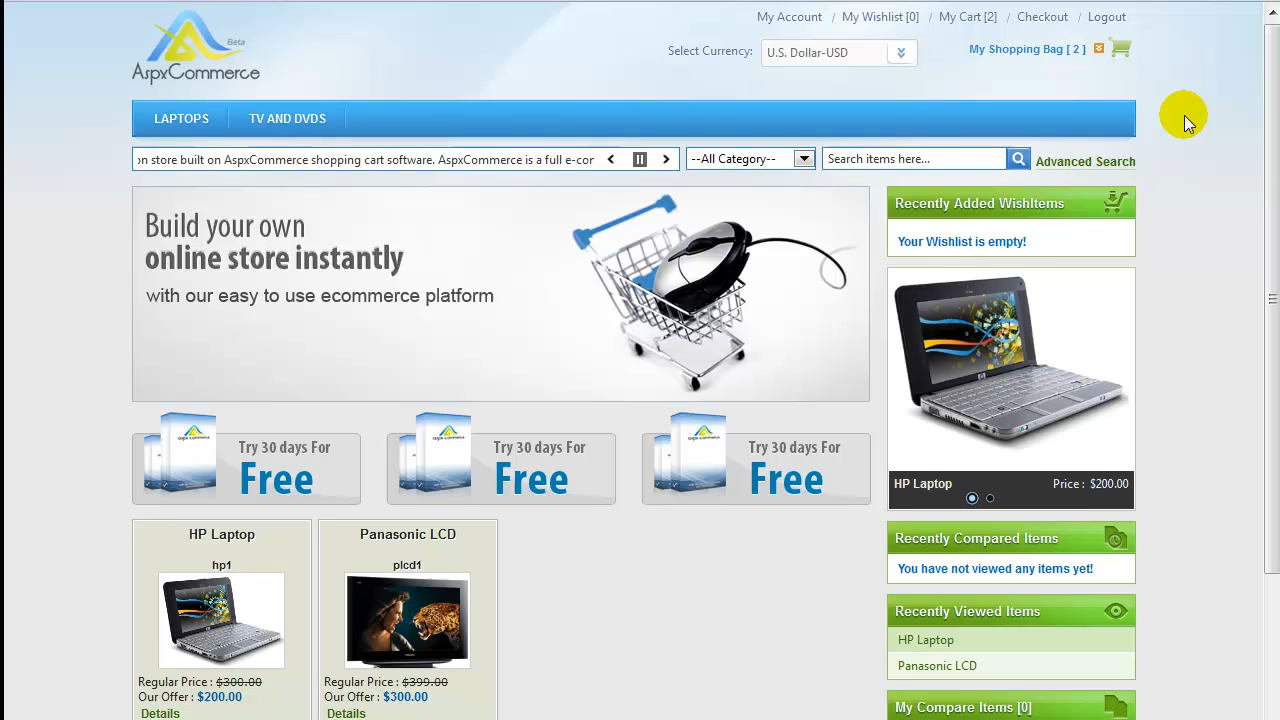 My Account / My Wishlist [0] / My Cart [2] / Checkout / Logout
Beta
AspxCommerce
Select Currency: U.S. Dollar-USD
My Shopping Bag [ 2 ]
LAPTOPS
TV AND DVDS
on store built on AspxCommerce shopping cart software. AspxCommerce is a full e-con
--All Category--
Search items here...
Advanced Search
Build your own
online store instantly
with our easy to use ecommerce platform
Recently Added WishItems
Your Wishlist is empty!
HP Laptop Price : $200.00
Try 30 days For
Free
Try 30 days For
Free
Try 30 days For
Free
HP Laptop
hp1
Regular Price : $300.00
Our Offer : $200.00
Details
Panasonic LCD
plcd1
Regular Price : $399.00
Our Offer : $300.00
Details
Recently Compared Items
You have not viewed any items yet!
Recently Viewed Items
HP Laptop
Panasonic LCD
My Compare Items [0]